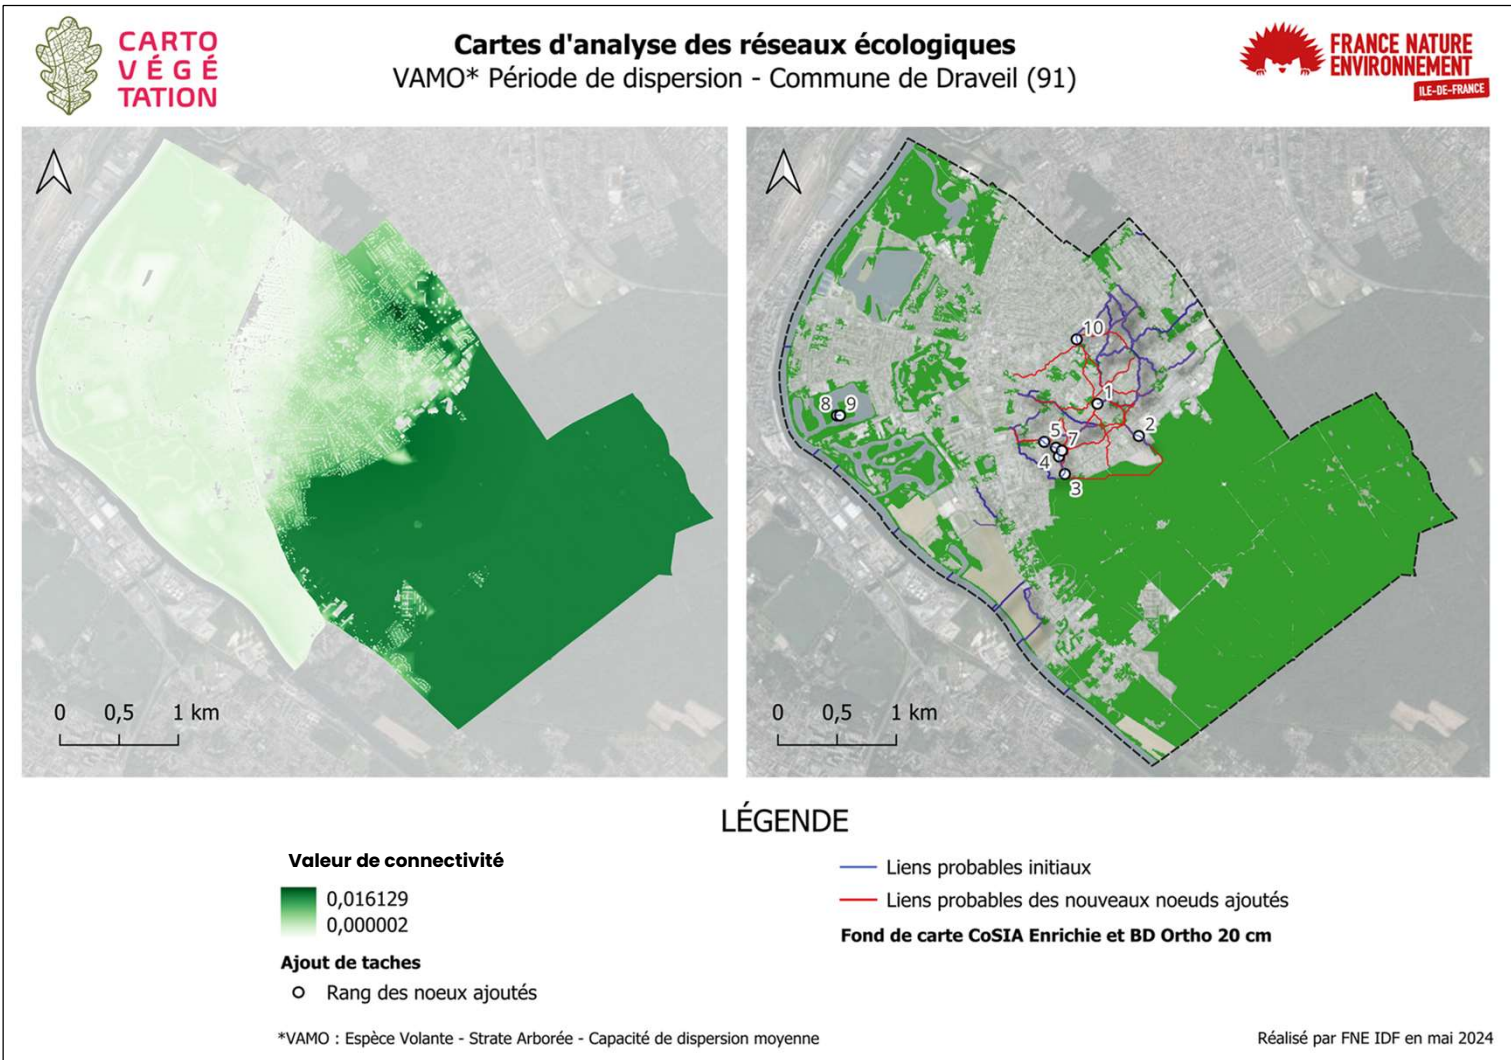 CARTO
VÉGÉ
TATION
Cartes d'analyse des réseaux écologiques
VAMO* Période de dispersion - Commune de Draveil (91)
FRANCE NATURE
ENVIRONNEMENT
ILE-DE-FRANCE
0 0,5 1 km
10
1
8 9
5 7 2
4
3
0 0,5 1 km
LÉGENDE
Valeur de connectivité
0,016129
0,000002
Ajout de taches
Rang des noeux ajoutés
Liens probables initiaux
Liens probables des nouveaux noeuds ajoutés
Fond de carte CoSIA Enrichie et BD Ortho 20 cm
*VAMO : Espèce Volante - Strate Arborée - Capacité de dispersion moyenne
Réalisé par FNE IDF en mai 2024